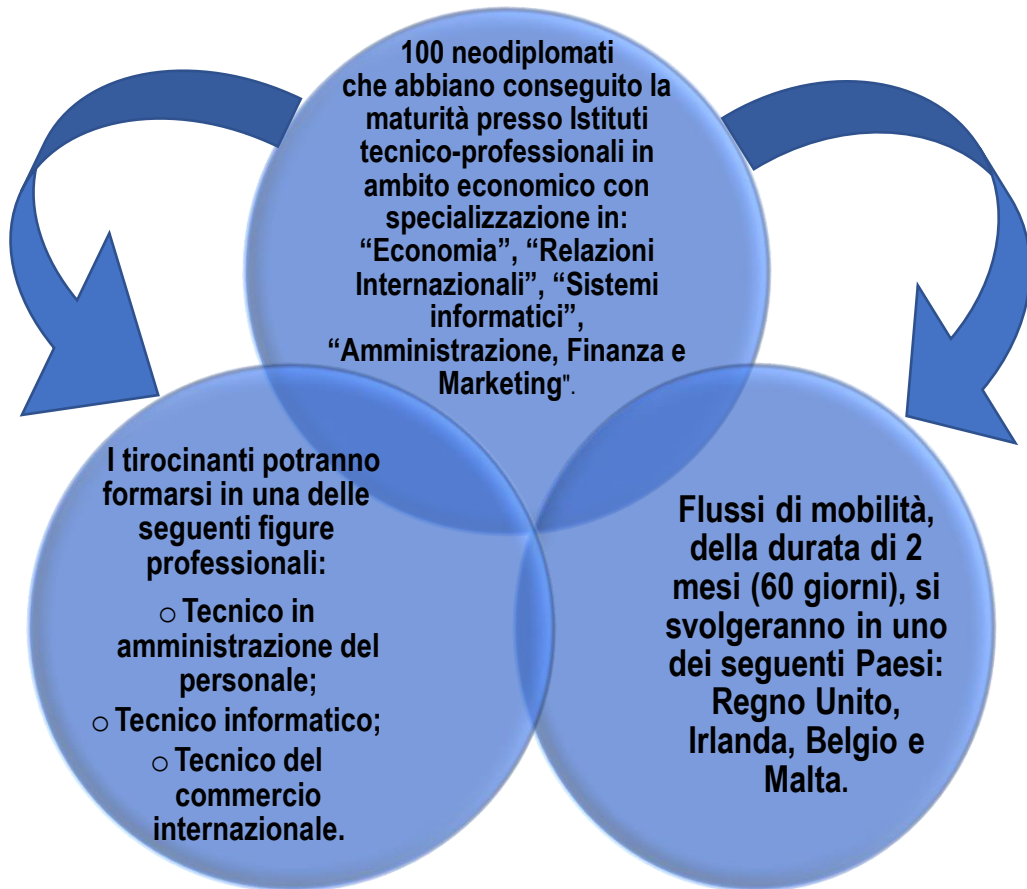 100 neodiplomati
che abbiano conseguito la
maturità presso Istituti
tecnico-professionali in
ambito economico con
specializzazione in:
“Economia”, “Relazioni
Internazionali”, “Sistemi
informatici”,
“Amministrazione, Finanza e
Marketing".
I tirocinanti potranno
formarsi in una delle
seguenti figure
professionali:
○ Tecnico in
amministrazione del
personale;
○ Tecnico informatico;
○ Tecnico del
commercio
internazionale.
Flussi di mobilità,
della durata di 2
mesi (60 giorni), si
svolgeranno in uno
dei seguenti Paesi:
Regno Unito,
Irlanda, Belgio e
Malta.